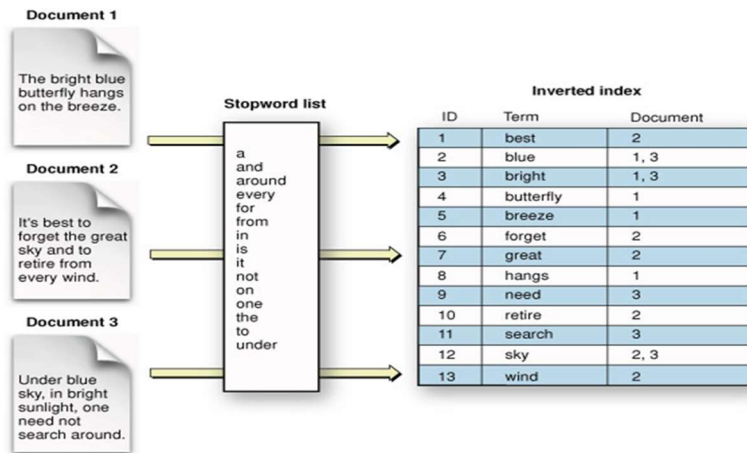 Document 1
The bright blue
butterfly hangs
on the breeze.
Document 2
It's best to
forget the great
sky and to
retire from
every wind.
Document 3
Under blue
sky, in bright
sunlight, one
need not
search around.
Stopword list
a
and
around
every
for
from
in
is
it
not
on
one
the
to
under
Inverted index
ID Term Document
1 best 2
2 blue 1, 3
3 bright 1, 3
4 butterfly 1
5 breeze 1
6 forget 2
7 great 2
8 hangs 1
9 need 3
10 retire 2
11 search 3
12 sky 2, 3
13 wind 2